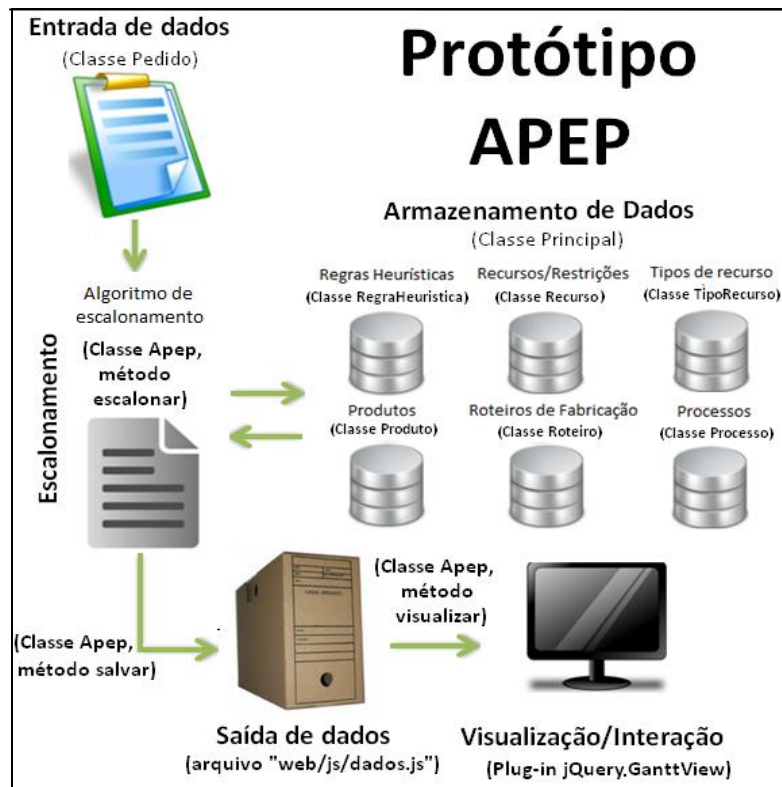 Entrada de dados
(Classe Pedido)
Protótipo
APEP
Armazenamento de Dados
(Classe Principal)
Regras Heurísticas
(Classe RegraHeuristica)
Recursos/Restrições
(Classe Recurso)
Tipos de recurso
(Classe TipoRecurso)
Algoritmo de
escalonamento
(Classe Apep,
método
escalonar)
Escalonamento
Produtos
(Classe Produto)
Roteiros de Fabricação
(Classe Roteiro)
Processos
(Classe Processo)
(Classe Apep,
método salvar)
(Classe Apep,
método
visualizar)
Saída de dados
(arquivo "web/js/dados.js")
Visualização/Interação
(Plug-in jQuery.GanttView)